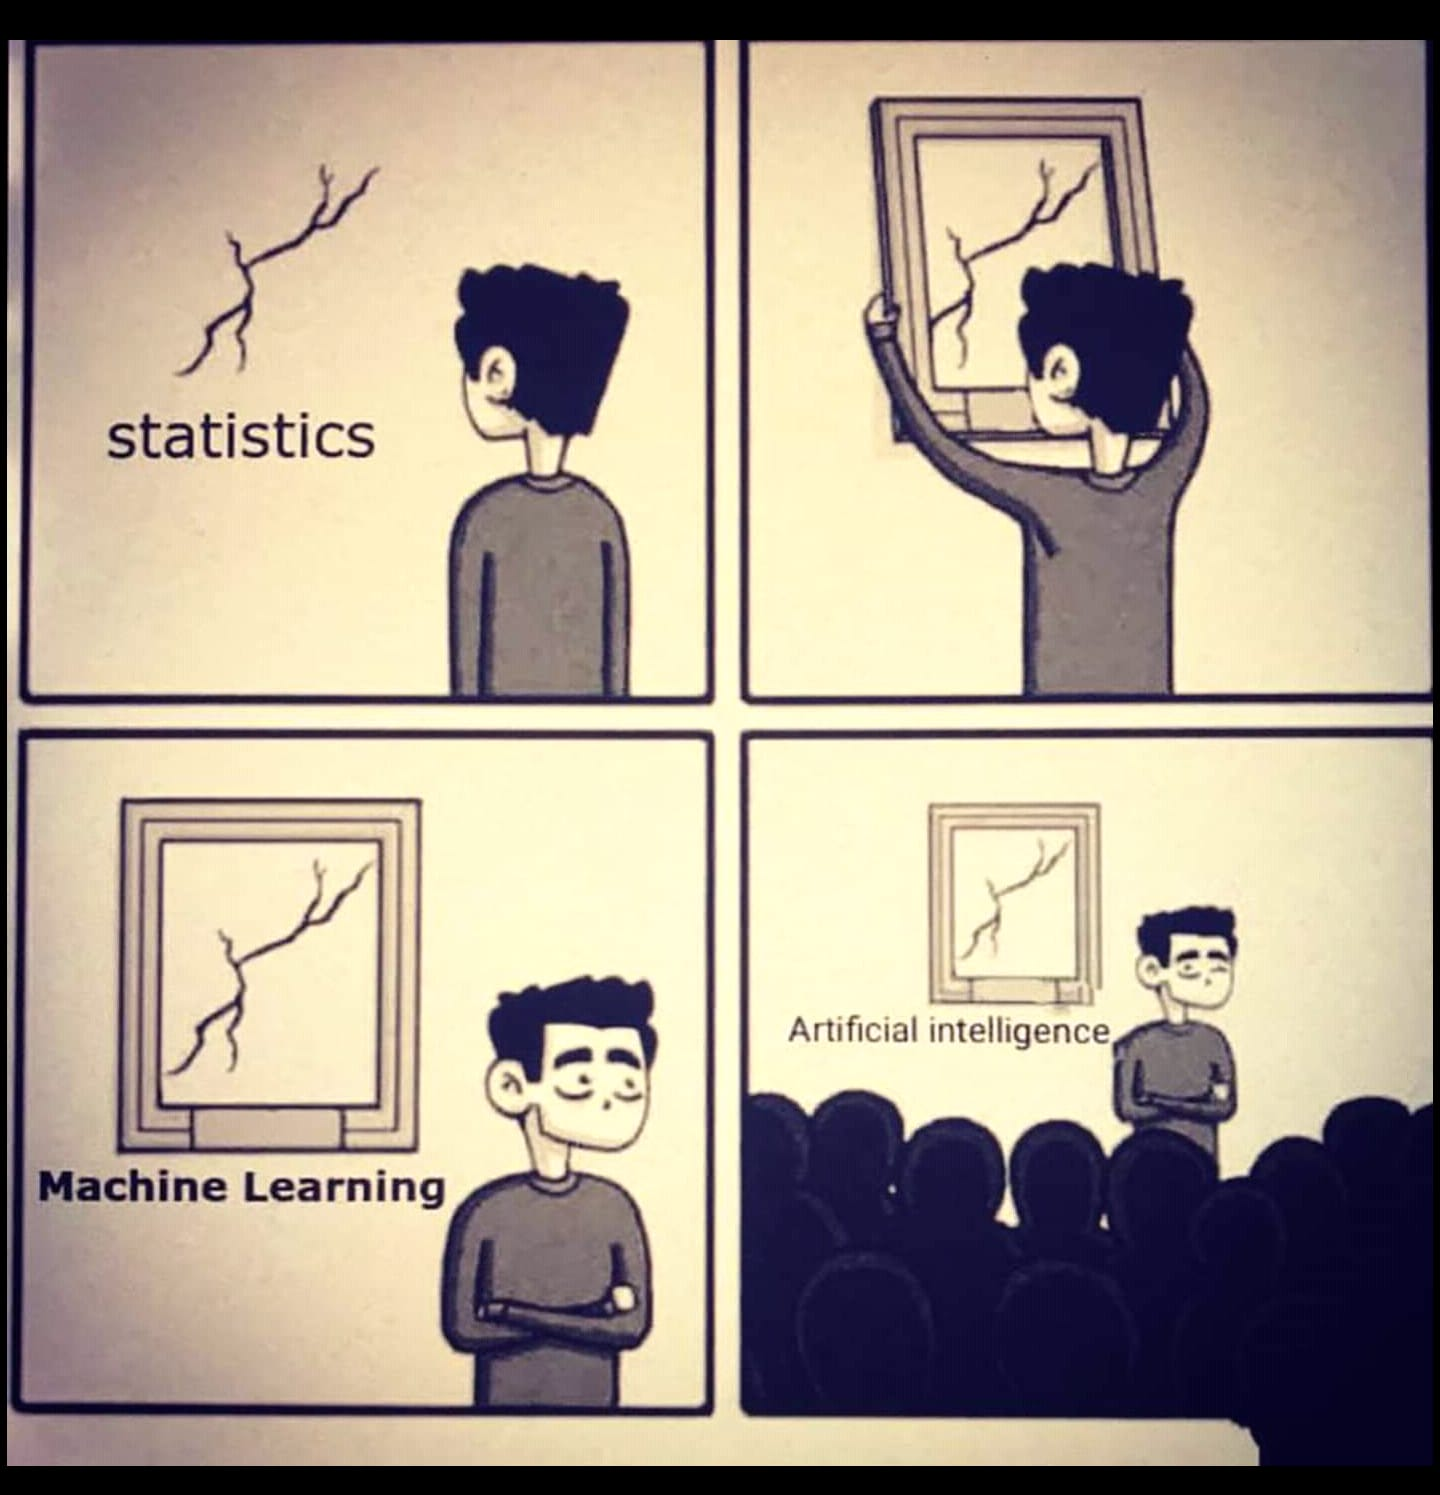 statistics
Machine Learning
Artificial intelligence